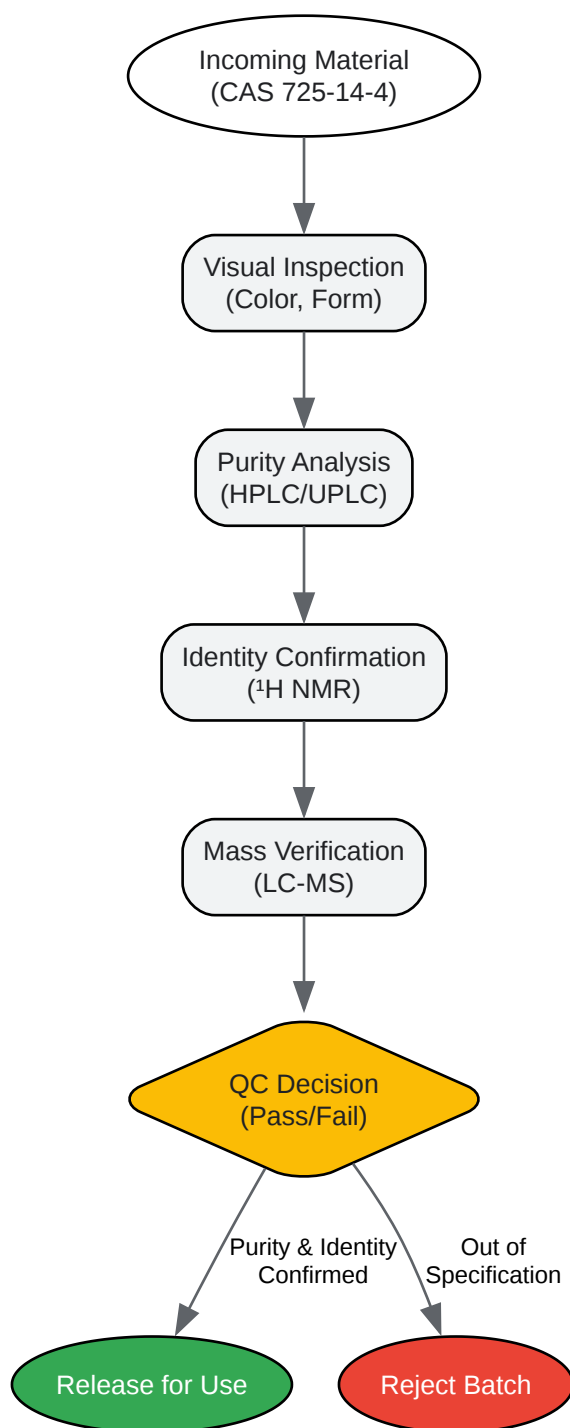 Incoming Material
(CAS 725-14-4)
Visual Inspection
(Color, Form)
Purity Analysis
(HPLC/UPLC)
Identity Confirmation
(¹H NMR)
Mass Verification
(LC-MS)
QC Decision
(Pass/Fail)
Purity & Identity
Confirmed
Out of
Specification
Release for Use
Reject Batch